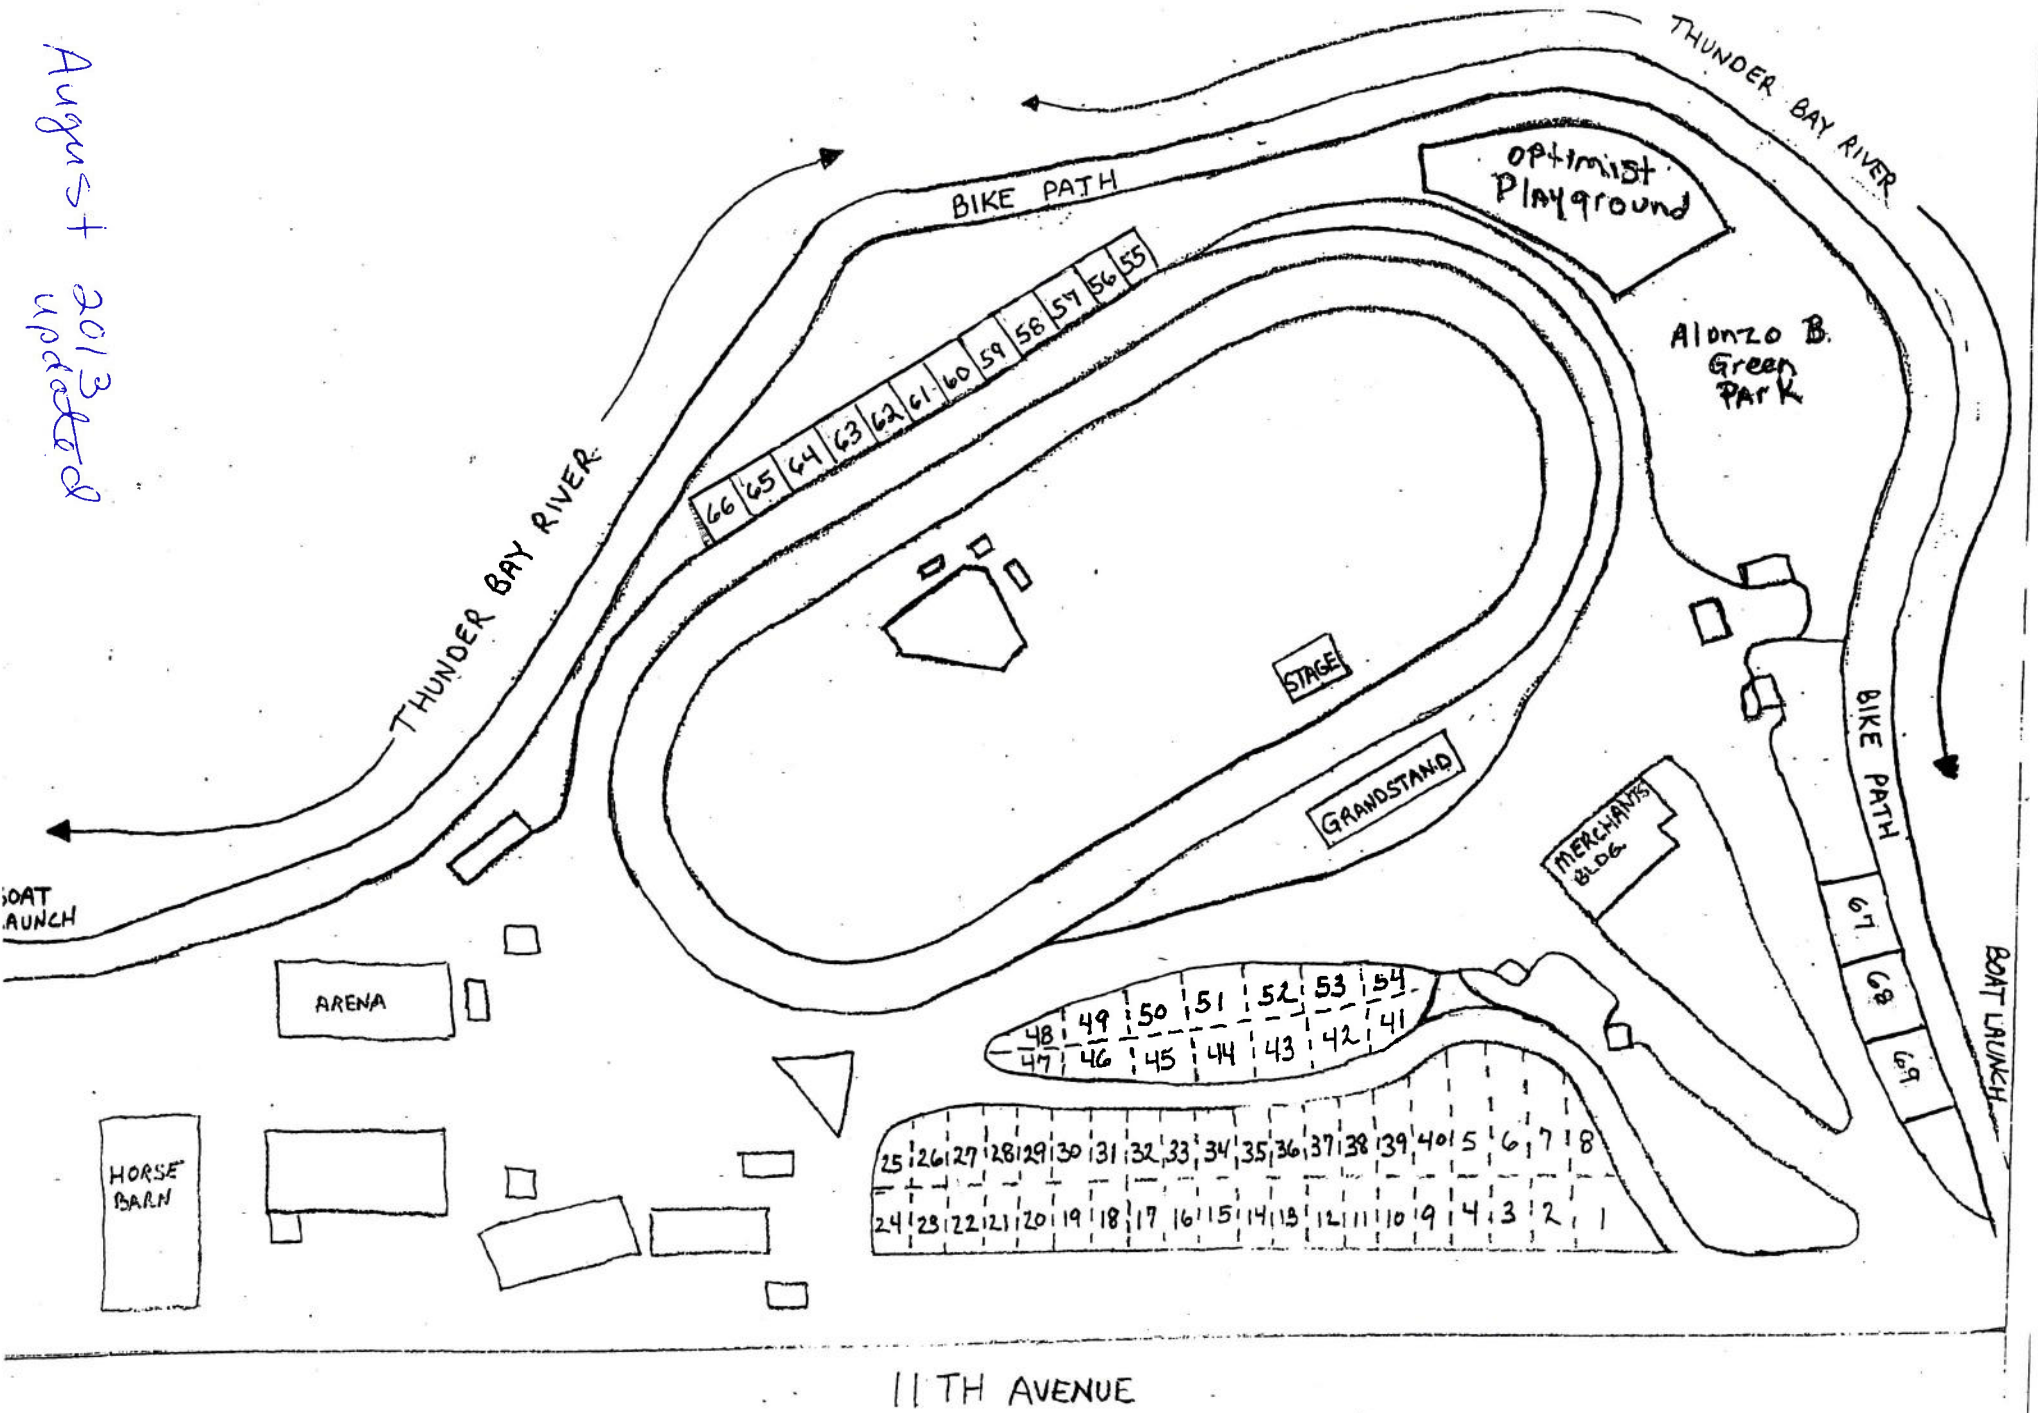 August 2013
updated
THUNDER BAY RIVER
BIKE PATH
optimist
Playground
Alonzo B.
Green
PArK
55
56
57
58
59
60
61
62
63
64
65
66
THUNDER BAY RIVER
STAGE
GRANDSTAND
MERCHANTS
BLDG.
BIKE PATH
67
68
69
BOAT LAUNCH
OAT
AUNCH
ARENA
HORSE
BARN
48 49 50 51 52 53 54
47 46 45 44 43 42 41
25 26 27 28 29 30 31 32 33 34 35 36 37 38 39 40 5 6 7 8
24 23 22 21 20 19 18 17 16 15 14 13 12 11 10 9 4 3 2 1
11TH AVENUE